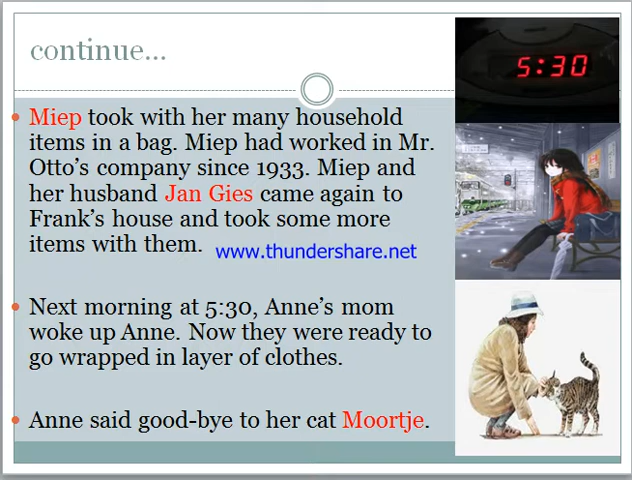 continue...
5:30
Miep took with her many household
items in a bag. Miep had worked in Mr.
Otto's company since 1933. Miep and
her husband Jan Gies came again to
Frank's house and took some more
items with them.
www.thundershare.net
Next morning at 5:30, Anne's mom
woke up Anne. Now they were ready to
go wrapped in layer of clothes.
Anne said good-bye to her cat Moortje.